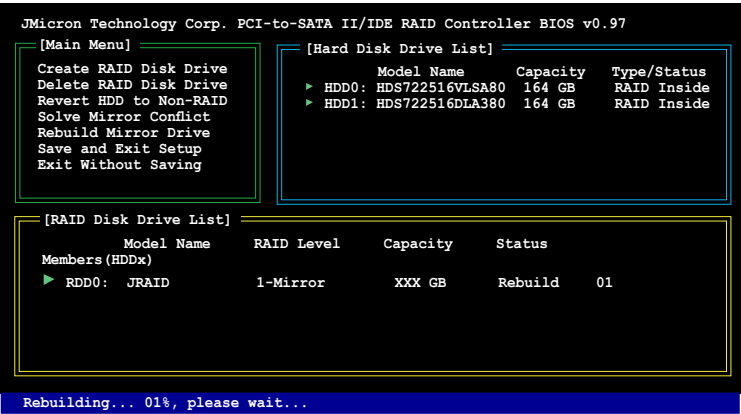 JMicron Technology Corp. PCI-to-SATA II/IDE RAID Controller BIOS v0.97
[Main Menu]
Create RAID Disk Drive
Delete RAID Disk Drive
Revert HDD to Non-RAID
Solve Mirror Conflict
Rebuild Mirror Drive
Save and Exit Setup
Exit Without Saving
[Hard Disk Drive List]
Model Name Capacity Type/Status
HDD0: HDS722516VLSA80 164 GB RAID Inside
HDD1: HDS722516DLA380 164 GB RAID Inside
[RAID Disk Drive List]
Model Name RAID Level Capacity Status
Members(HDDx)
RDD0: JRAID 1-Mirror XXX GB Rebuild 01
Rebuilding... 01%, please wait...